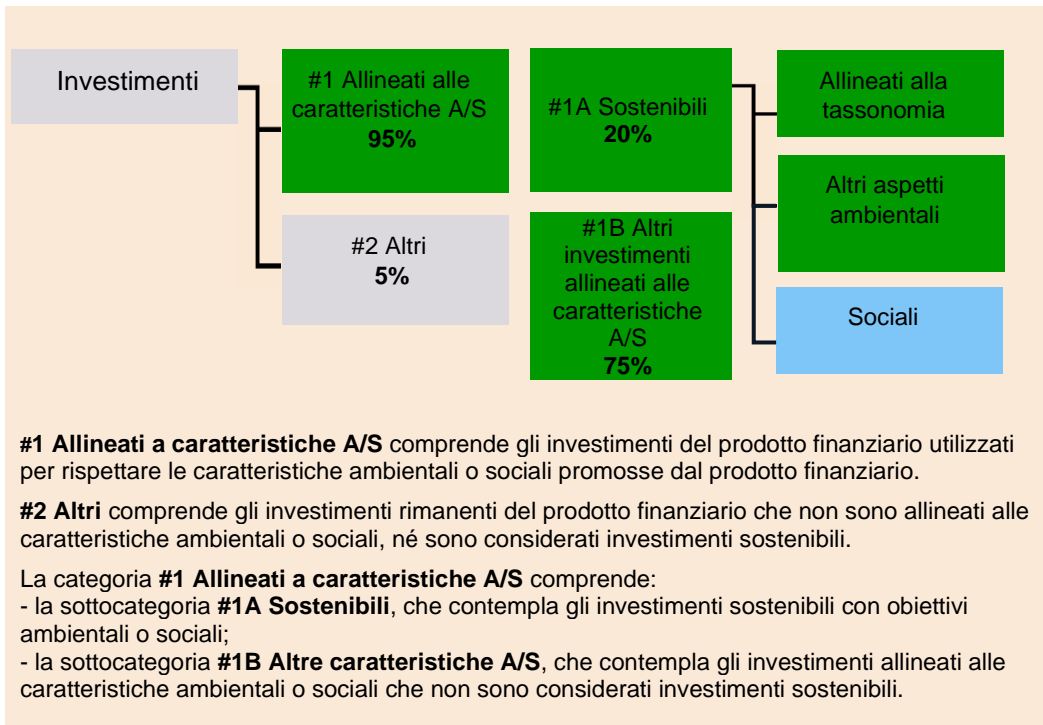 Investimenti
#1 Allineati alle
caratteristiche A/S
95%
#2 Altri
5%
#1A Sostenibili
20%
#1B Altri
investimenti
allineati alle
caratteristiche
A/S
75%
Allineati alla
tassonomia
Altri aspetti
ambientali
Sociali
#1 Allineati a caratteristiche A/S comprende gli investimenti del prodotto finanziario utilizzati
per rispettare le caratteristiche ambientali o sociali promosse dal prodotto finanziario.
#2 Altri comprende gli investimenti rimanenti del prodotto finanziario che non sono allineati alle
caratteristiche ambientali o sociali, né sono considerati investimenti sostenibili.
La categoria #1 Allineati a caratteristiche A/S comprende:
- la sottocategoria #1A Sostenibili, che contempla gli investimenti sostenibili con obiettivi
ambientali o sociali;
- la sottocategoria #1B Altre caratteristiche A/S, che contempla gli investimenti allineati alle
caratteristiche ambientali o sociali che non sono considerati investimenti sostenibili.